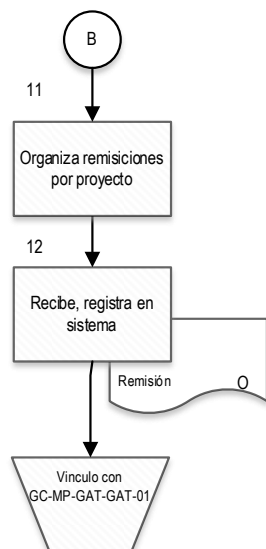 B
11
Organiza remisiciones
por proyecto
12
Recibe, registra en
sistema
Remisión
O
Vinculo con
GC-MP-GAT-GAT-01